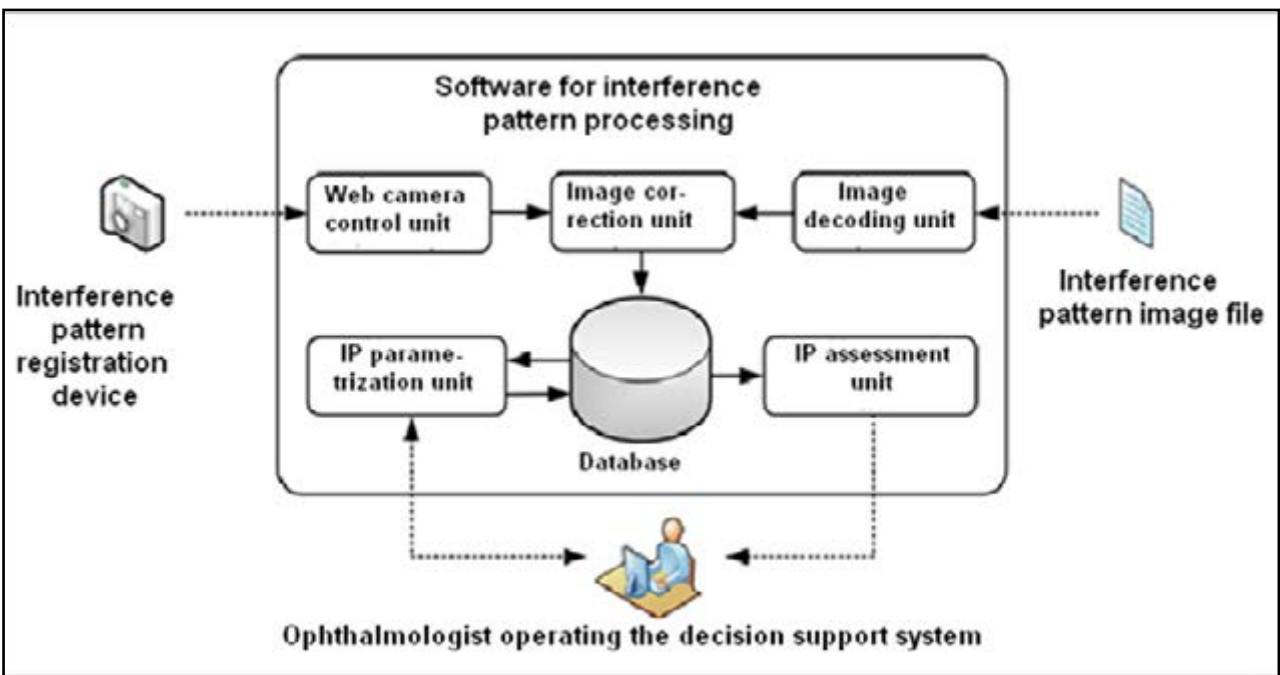 Software for interference
pattern processing
Web camera
control unit
Image cor-
rection unit
Image
decoding unit
Interference
pattern
registration
device
Interference
pattern image file
IP parame-
trization unit
IP assessment
unit
Database
Ophthalmologist operating the decision support system